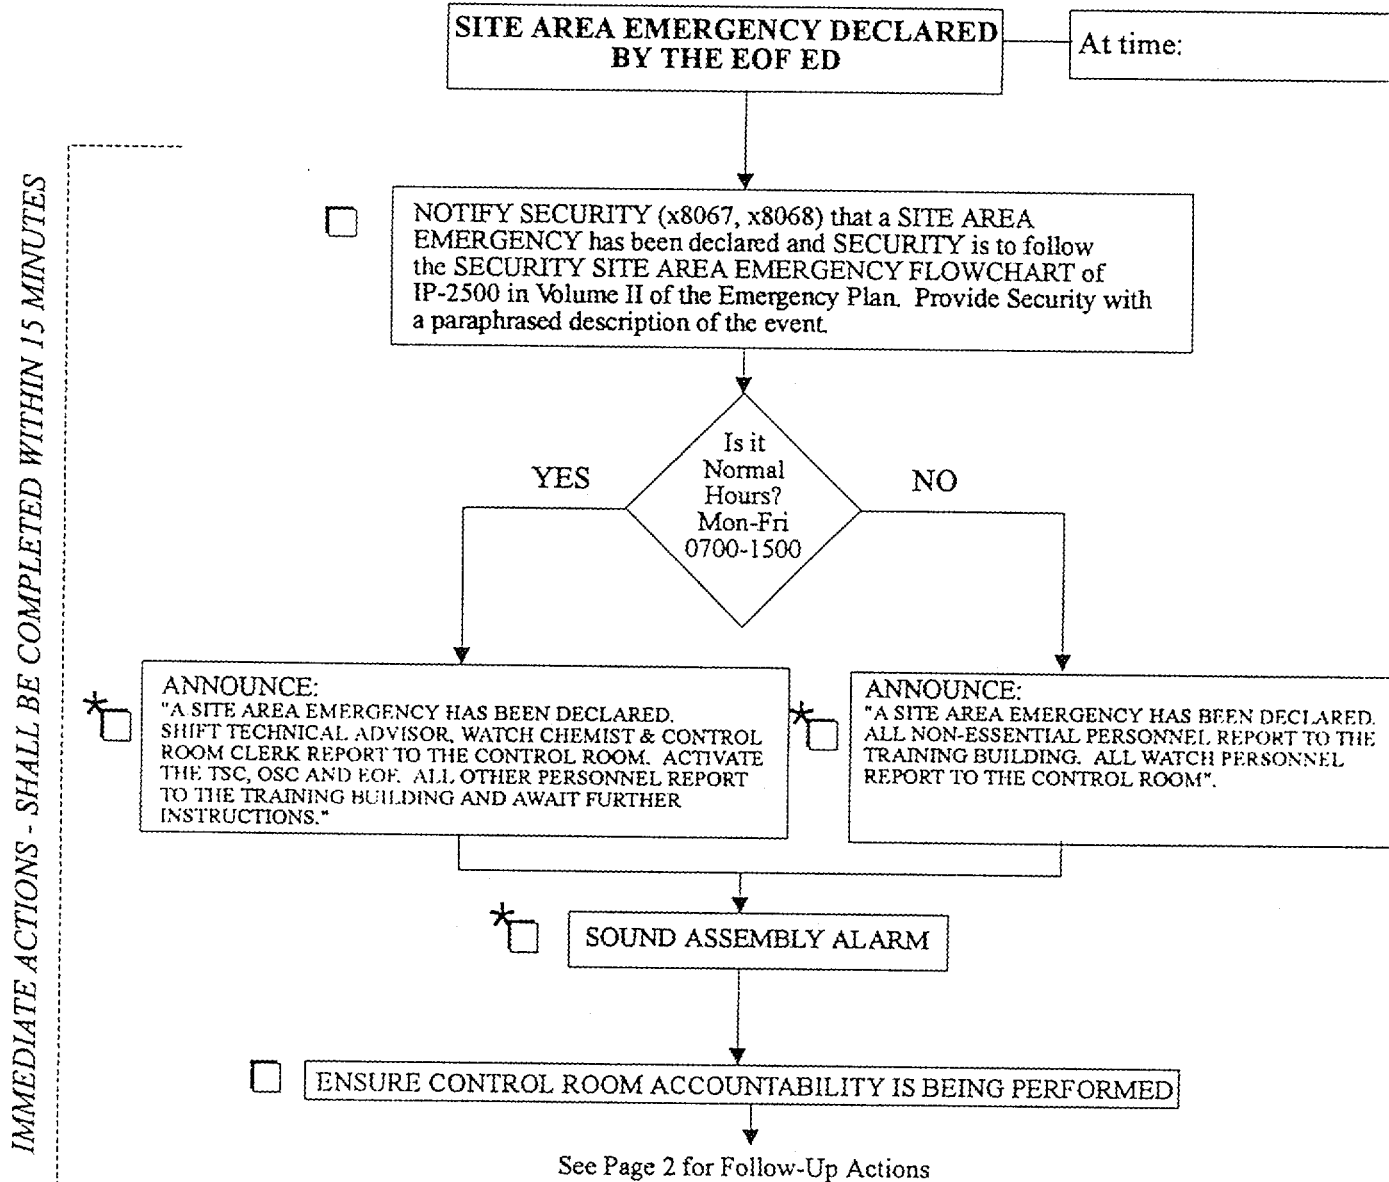 SITE AREA EMERGENCY DECLARED
BY THE EOF ED
At time:
IMMEDIATE ACTIONS - SHALL BE COMPLETED WITHIN 15 MINUTES
NOTIFY SECURITY (x8067, x8068) that a SITE AREA
EMERGENCY has been declared and SECURITY is to follow
the SECURITY SITE AREA EMERGENCY FLOWCHART of
IP-2500 in Volume II of the Emergency Plan. Provide Security with
a paraphrased description of the event.
Is it
Normal
Hours?
Mon-Fri
0700-1500
YES
NO
*
ANNOUNCE:
"A SITE AREA EMERGENCY HAS BEEN DECLARED.
SHIFT TECHNICAL ADVISOR, WATCH CHEMIST & CONTROL
ROOM CLERK REPORT TO THE CONTROL ROOM. ACTIVATE
THE TSC, OSC AND EOF. ALL OTHER PERSONNEL REPORT
TO THE TRAINING BUILDING AND AWAIT FURTHER
INSTRUCTIONS."
*
ANNOUNCE:
"A SITE AREA EMERGENCY HAS BEEN DECLARED.
ALL NON-ESSENTIAL PERSONNEL REPORT TO THE
TRAINING BUILDING. ALL WATCH PERSONNEL
REPORT TO THE CONTROL ROOM".
*
SOUND ASSEMBLY ALARM
ENSURE CONTROL ROOM ACCOUNTABILITY IS BEING PERFORMED
See Page 2 for Follow-Up Actions